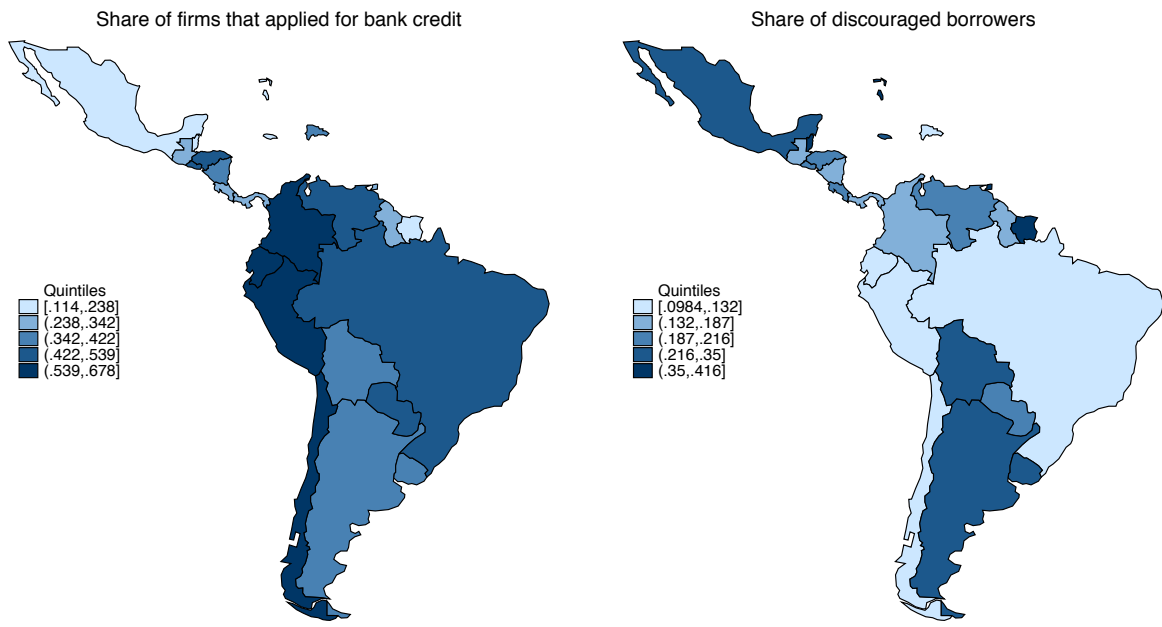 Share of firms that applied for bank credit
Quintiles
[.114,.238]
(.238,.342]
(.342,.422]
(.422,.539]
(.539,.678]
Share of discouraged borrowers
Quintiles
[.0984,.132]
(.132,.187]
(.187,.216]
(.216,.35]
(.35,.416]